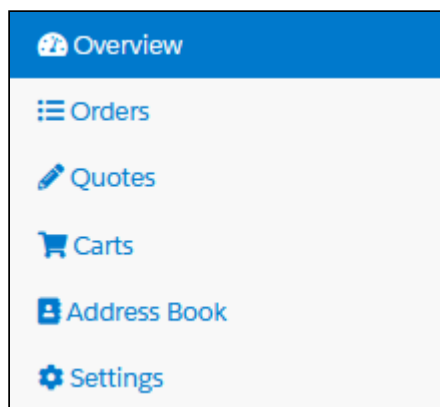 Overview
Orders
Quotes
Carts
Address Book
Settings